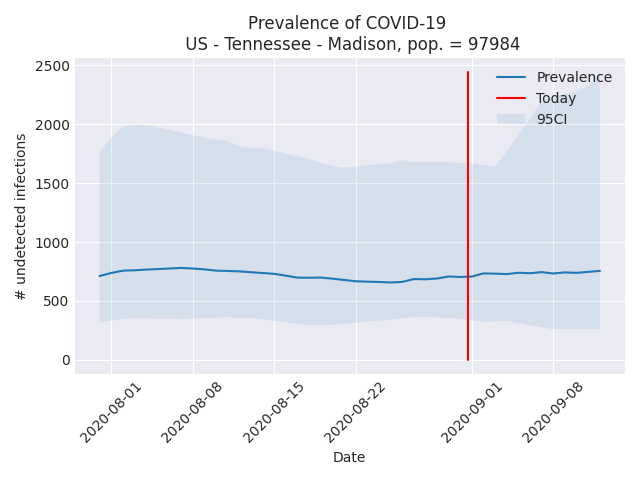 Prevalence of COVID-19
US - Tennessee - Madison, pop. = 97984
Prevalence
Today
95CI
# undetected infections
2500
2000
1500
1000
500
0
2020-08-01
2020-08-08
2020-08-15
2020-08-22
2020-09-01
2020-09-08
Date